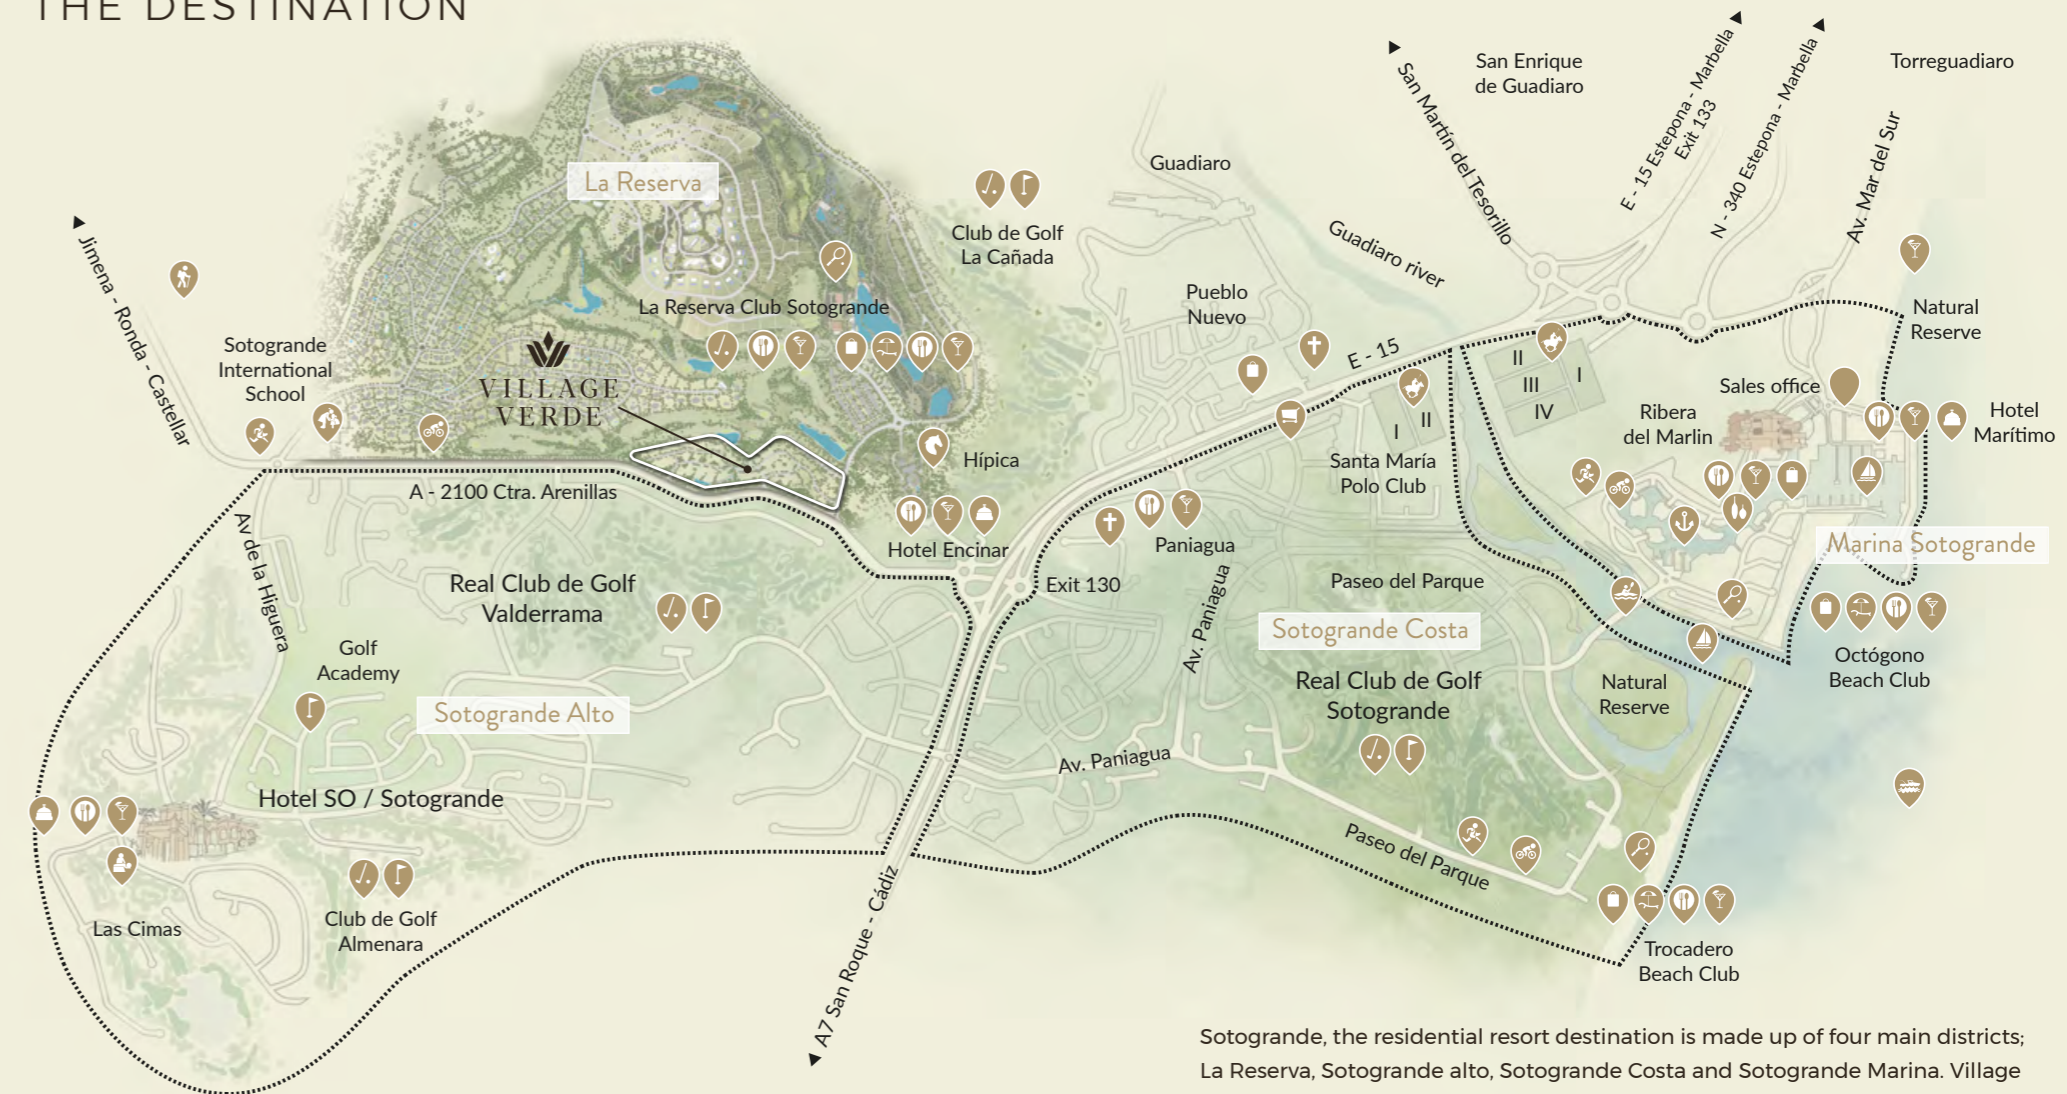 THE DESTINATION
San Enrique
de Guadiaro
Torreguadiaro
San Martín del Tesorillo
E - 15 Estepona - Marbella
Exit 133
N - 340 Estepona - Marbella
Av. Mar del Sur
Guadiaro
Guadiaro river
La Reserva
Club de Golf
La Cañada
Jimena - Ronda - Castellar
La Reserva Club Sotogrande
Pueblo
Nuevo
Natural
Reserve
Sotogrande
International
School
VILLAGE
VERDE
E - 15
II
I
III
IV
Sales office
Ribera
del Marlin
Hotel
Marítimo
I
II
Hípica
Santa María
Polo Club
A - 2100 Ctra. Arenillas
Av de la Higuera
Hotel Encinar
Paniagua
Marina Sotogrande
Real Club de Golf
Valderrama
Exit 130
Av. Paniagua
Paseo del Parque
Sotogrande Costa
Golf
Academy
Octógono
Beach Club
Real Club de Golf
Sotogrande
Natural
Reserve
Sotogrande Alto
Av. Paniagua
Hotel SO / Sotogrande
Paseo del Parque
Las Cimas
Club de Golf
Almenara
A7 San Roque - Cádiz
Trocadero
Beach Club
Sotogrande, the residential resort destination is made up of four main districts;
La Reserva, Sotogrande alto, Sotogrande Costa and Sotogrande Marina. Village